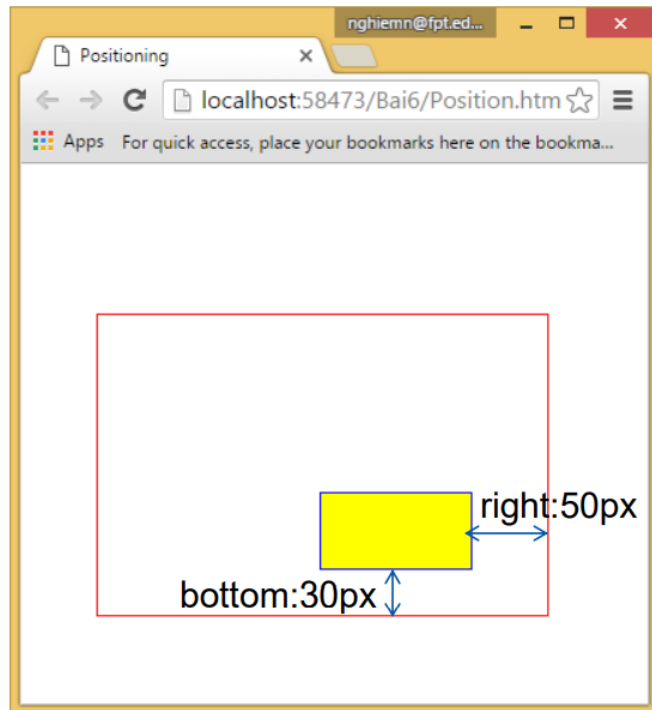 nghiemn@fpt.ed...
Positioning
localhost:58473/Bai6/Position.htm
Apps For quick access, place your bookmarks here on the bookma...
right:50px
bottom:30px